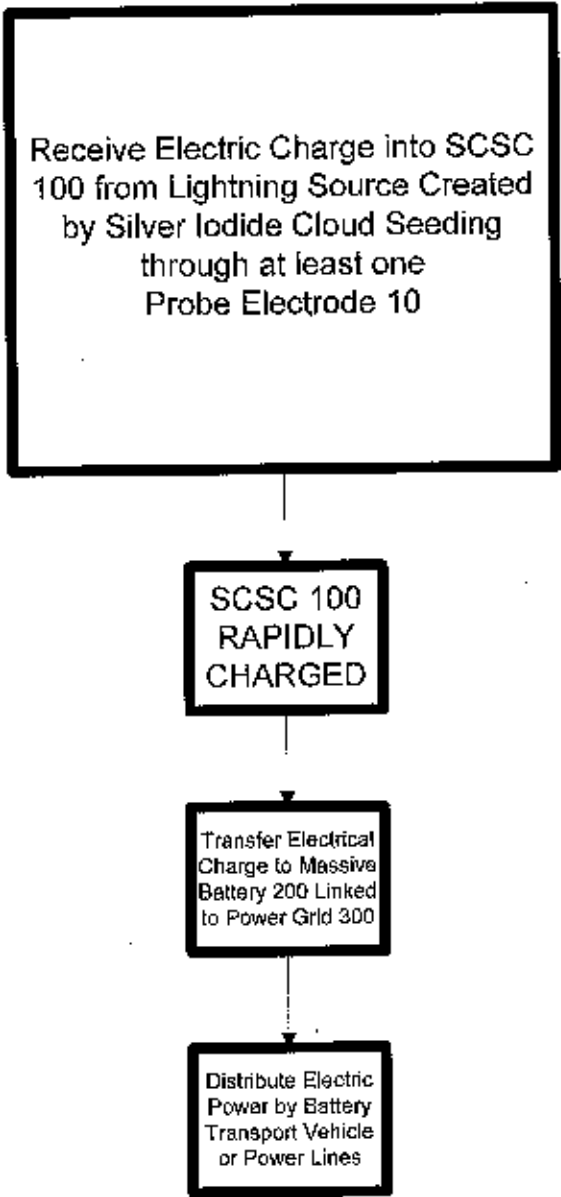 Receive Electric Charge into SCSC
100 from Lightning Source Created
by Silver Iodide Cloud Seeding
through at least one
Probe Electrode 10
SCSC 100
RAPIDLY
CHARGED
Transfer Electrical
Charge to Massive
Battery 200 Linked
to Power Grid 300
Distribute Electric
Power by Battery
Transport Vehicle
or Power Lines